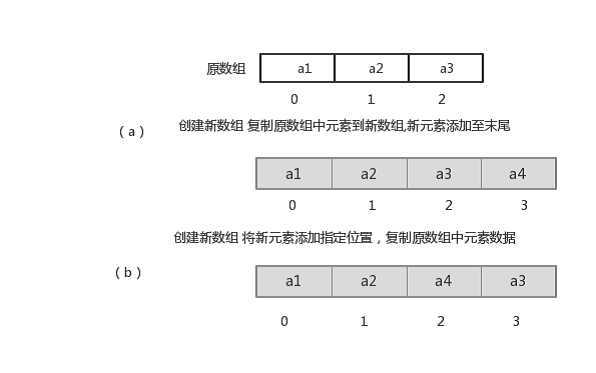 原数组 a1 a2 a3
0 1 2
创建新数组 复制原数组中元素到新数组,新元素添加至末尾
(a)
a1 a2 a3 a4
0 1 2 3
创建新数组 将新元素添加指定位置，复制原数组中元素数据
(b)
a1 a2 a4 a3
0 1 2 3